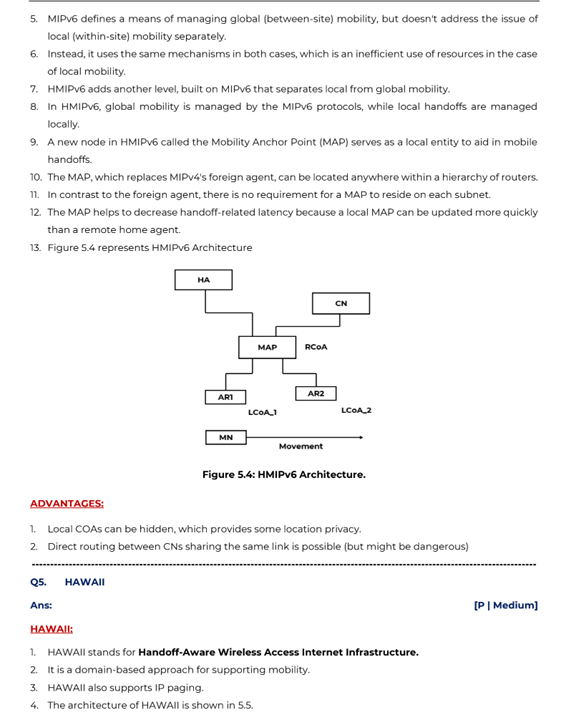 5. MIPv6 defines a means of managing global (between-site) mobility, but doesn't address the issue of
local (within-site) mobility separately.
6. Instead, it uses the same mechanisms in both cases, which is an inefficient use of resources in the case
of local mobility.
7. HMIPv6 adds another level, built on MIPv6 that separates local from global mobility.
8. In HMIPv6, global mobility is managed by the MIPv6 protocols, while local handoffs are managed
locally.
9. A new node in HMIPv6 called the Mobility Anchor Point (MAP) serves as a local entity to aid in mobile
handoffs.
10. The MAP, which replaces MIPv4's foreign agent, can be located anywhere within a hierarchy of routers.
11. In contrast to the foreign agent, there is no requirement for a MAP to reside on each subnet.
12. The MAP helps to decrease handoff-related latency because a local MAP can be updated more quickly
than a remote home agent.
13. Figure 5.4 represents HMIPv6 Architecture
HA
CN
MAP RCoA
AR1 AR2
LCoA_1 LCoA_2
MN
Movement
Figure 5.4: HMIPv6 Architecture.
ADVANTAGES:
1. Local COAs can be hidden, which provides some location privacy.
2. Direct routing between CNs sharing the same link is possible (but might be dangerous)
Q5. HAWAII
Ans: [P | Medium]
HAWAII:
1. HAWAII stands for Handoff-Aware Wireless Access Internet Infrastructure.
2. It is a domain-based approach for supporting mobility.
3. HAWAII also supports IP paging.
4. The architecture of HAWAII is shown in 5.5.